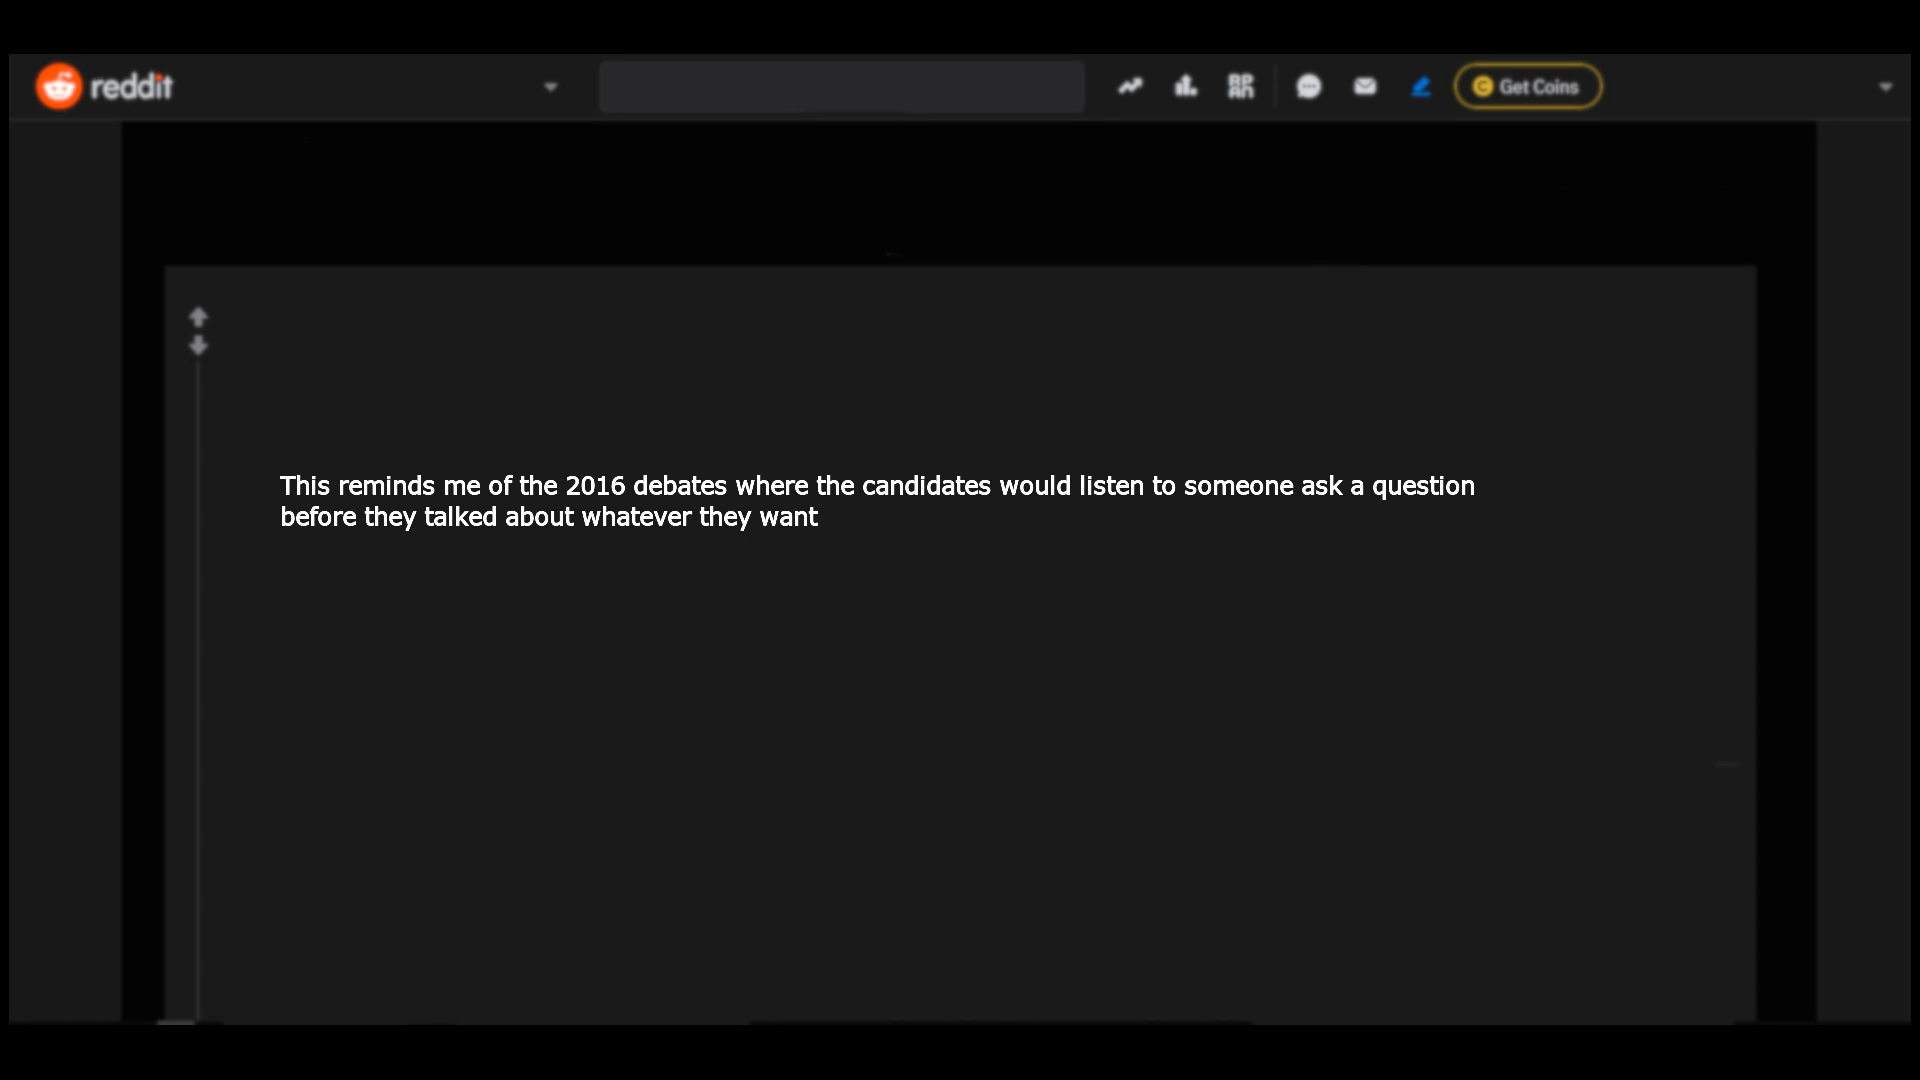 reddit
RPAN
Get Coins
This reminds me of the 2016 debates where the candidates would listen to someone ask a question
before they talked about whatever they want